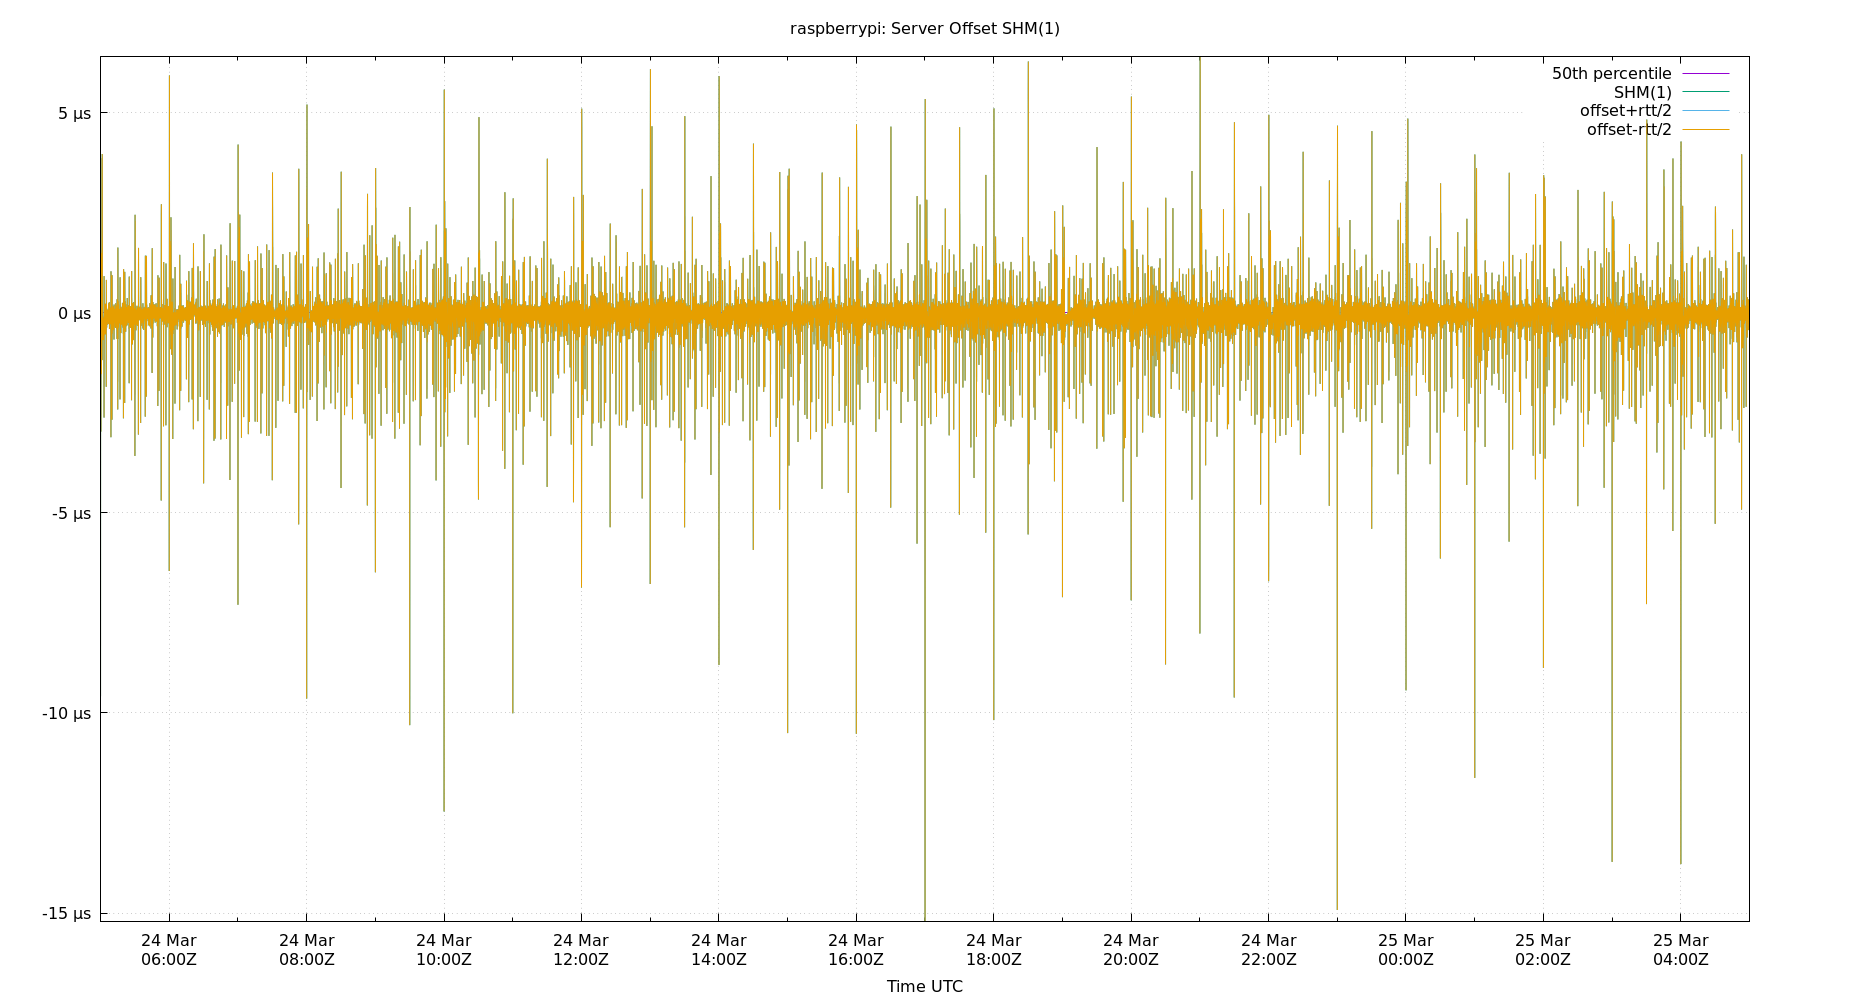 raspberrypi: Server Offset SHM(1)
50th percentile
SHM(1)
offset+rtt/2
offset-rtt/2
5 µs
0 µs
-5 µs
-10 µs
-15 µs
24 Mar 24 Mar 24 Mar 24 Mar 24 Mar 24 Mar 24 Mar 24 Mar 24 Mar 25 Mar 25 Mar 25 Mar
06:00Z 08:00Z 10:00Z 12:00Z 14:00Z 16:00Z 18:00Z 20:00Z 22:00Z 00:00Z 02:00Z 04:00Z
Time UTC